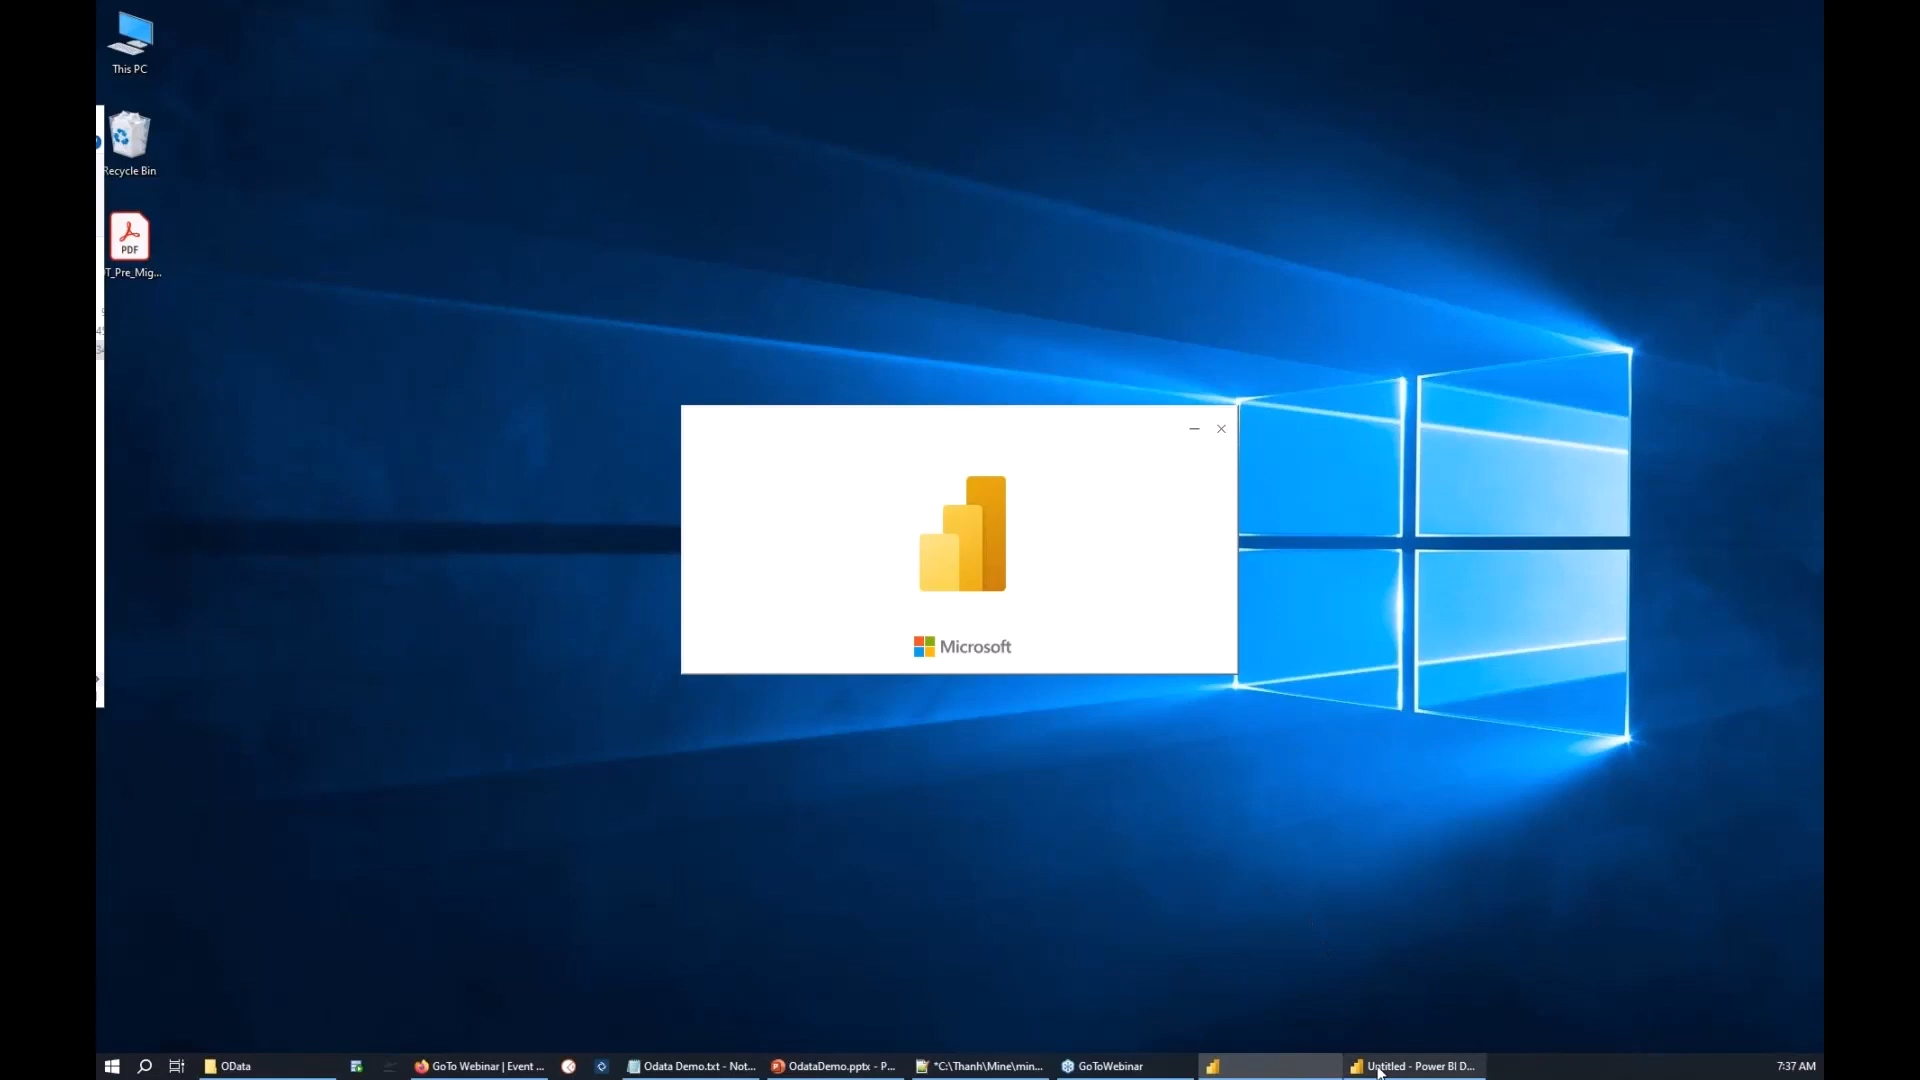 This PC
Recycle Bin
PDF
T_Pre_Mig...
Microsoft
OData
GoTo Webinar | Event ...
Odata Demo.txt - Not...
OdataDemo.pptx - P...
*C:\Thanh\Mine\min...
GoToWebinar
Untitled - Power BI D...
7:37 AM